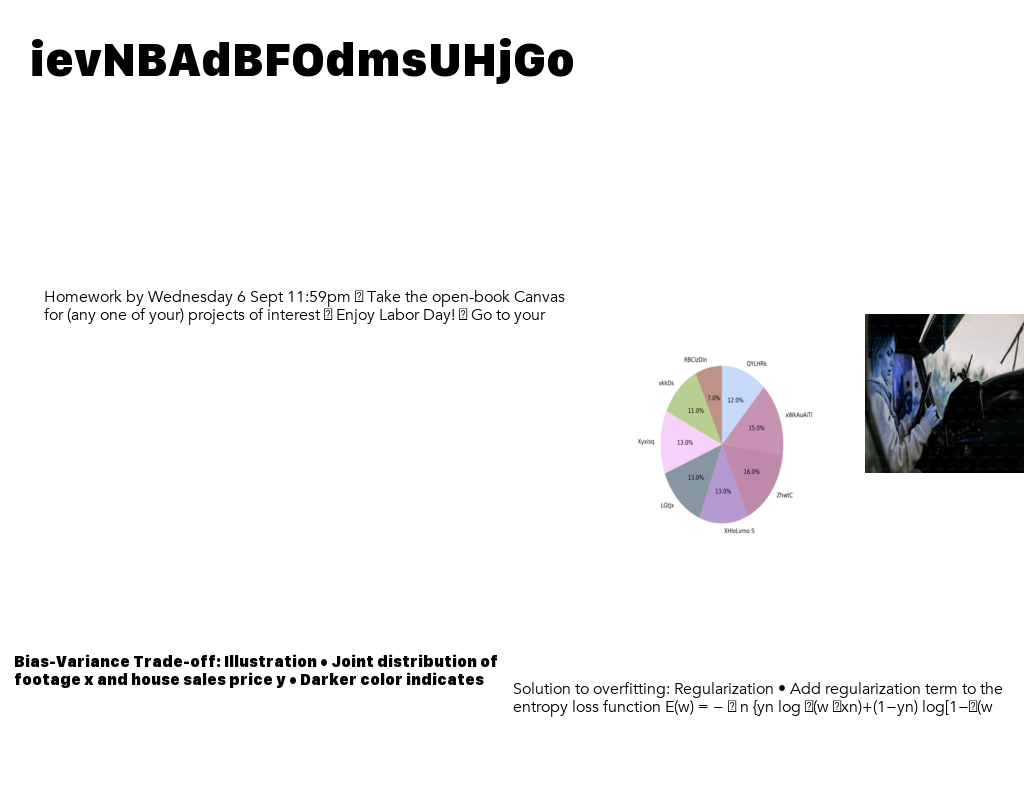 ievNBAdBFOdmsUHjGo
Homework by Wednesday 6 Sept 11:59pm ⍰ Take the open-book Canvas
for (any one of your) projects of interest ⍰ Enjoy Labor Day! ⍰ Go to your
RBClzDln
QYLHRk
vkkDs
7.0%
12.0%
11.0%
xWkAuAiTl
15.0%
Xyxisq
13.0%
16.0%
13.0%
13.0%
ZhwtC
LGtJx
XHloLvmo S
Bias-Variance Trade-off: Illustration • Joint distribution of
footage x and house sales price y • Darker color indicates
Solution to overfitting: Regularization • Add regularization term to the
entropy loss function E(w) = − ⍰ n {yn log ⍰(w ⍰xn)+(1−yn) log[1−⍰(w